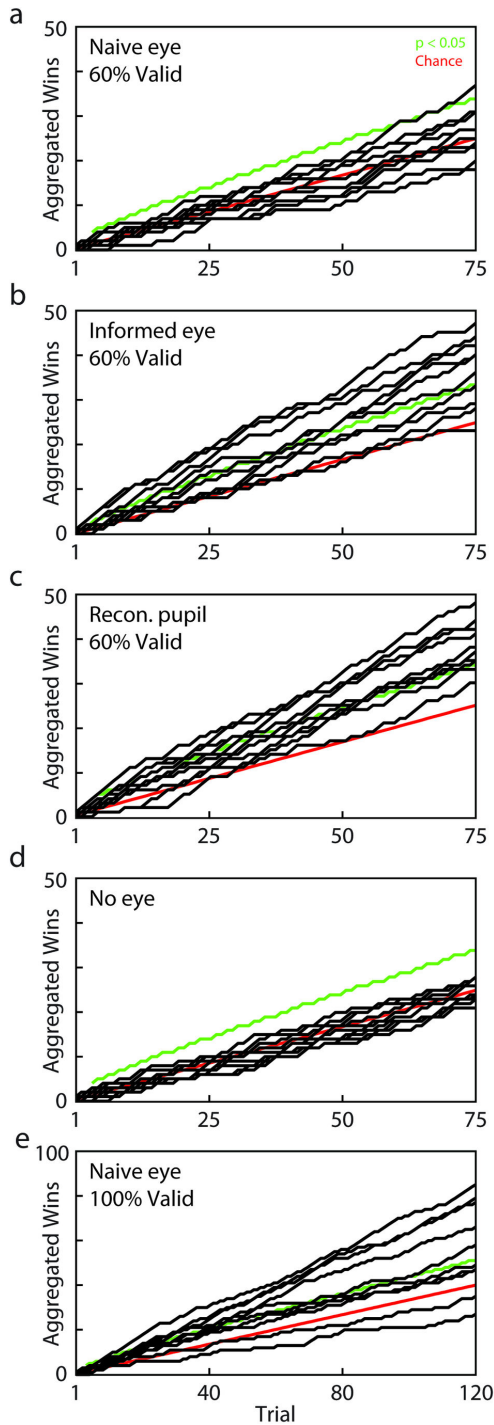 a
50
Aggregated Wins
0
Naive eye
60% Valid
p < 0.05
Chance
1
25
50
75
b
50
Aggregated Wins
0
Informed eye
60% Valid
1
25
50
75
c
50
Aggregated Wins
0
Recon. pupil
60% Valid
1
25
50
75
d
50
Aggregated Wins
0
No eye
1
25
50
75
e
100
Aggregated Wins
0
Naive eye
100% Valid
1
40
80
120
Trial